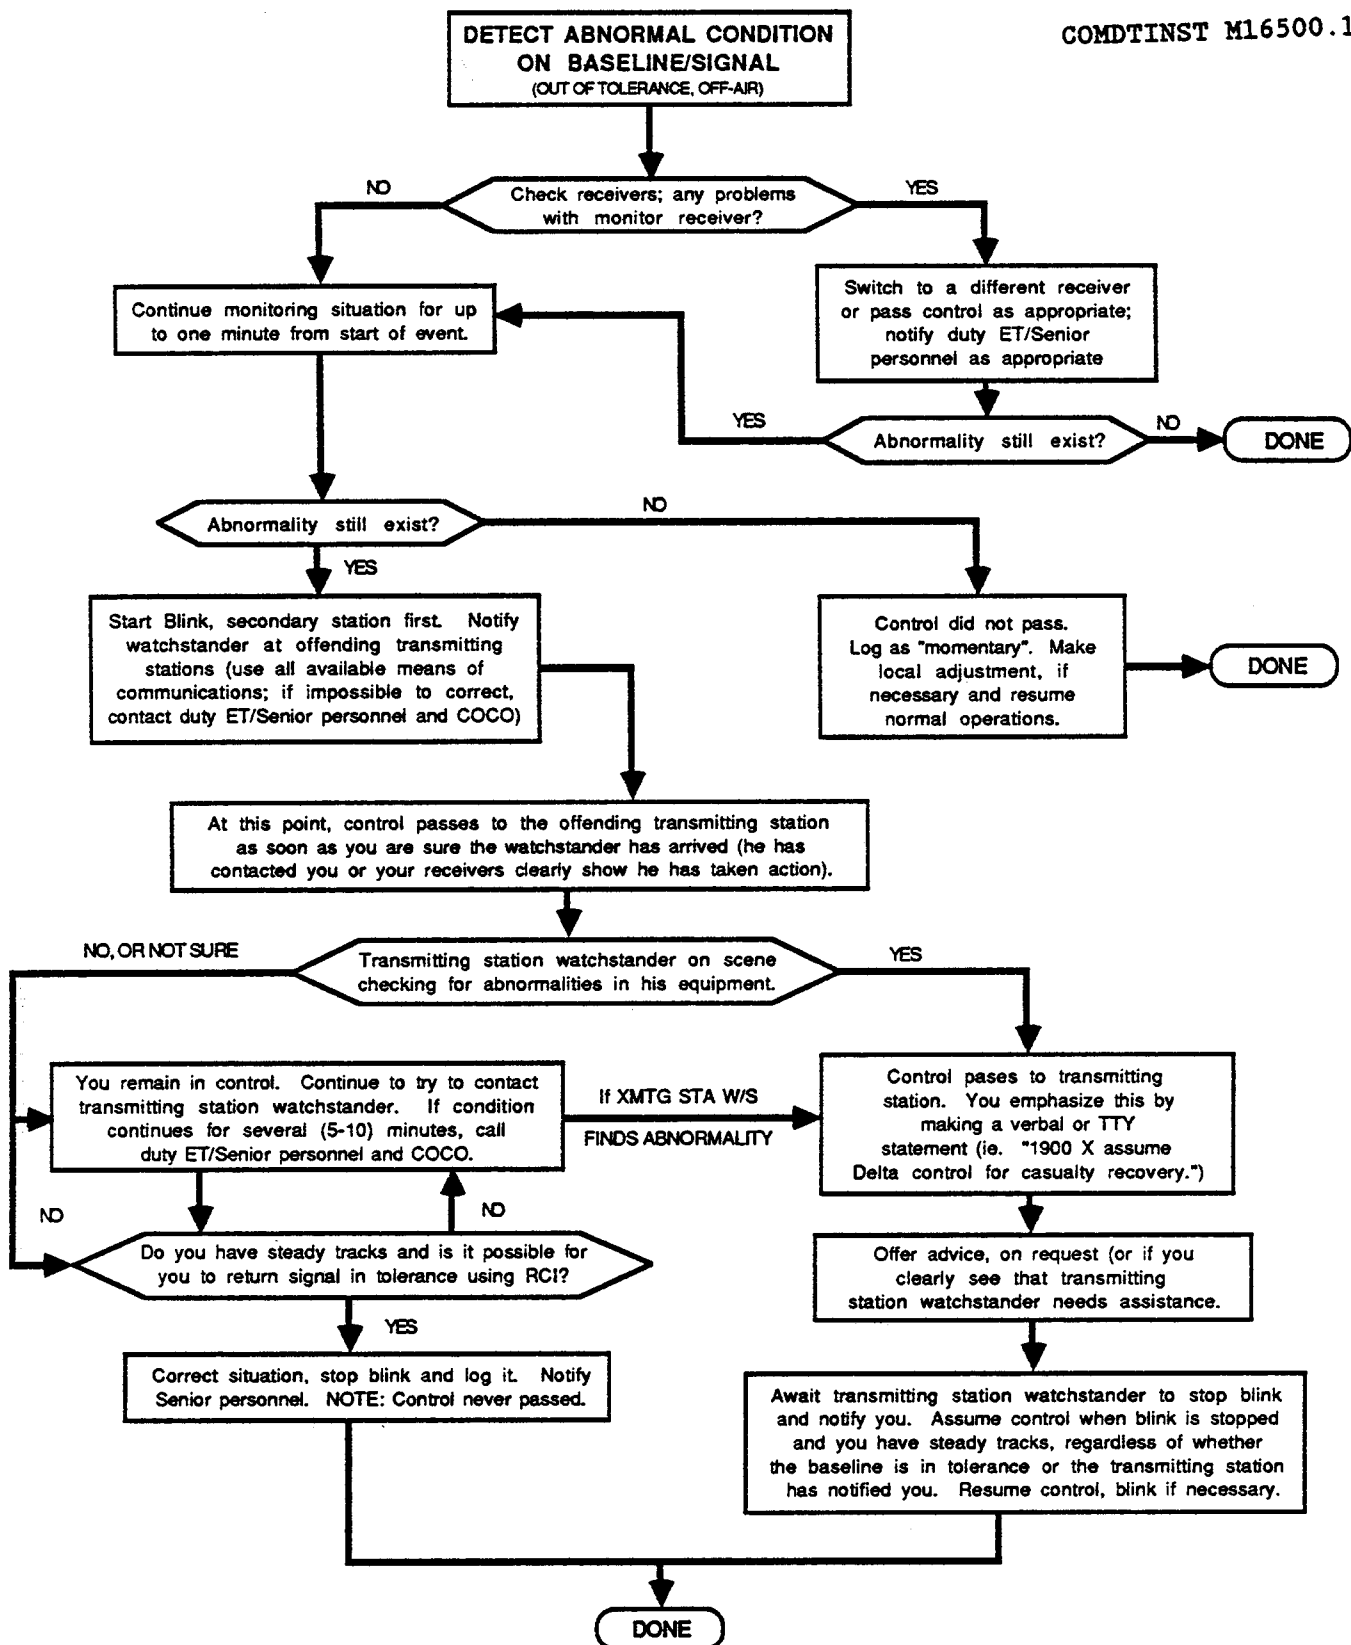 COMDTINST M16500.1
DETECT ABNORMAL CONDITION
ON BASELINE/SIGNAL
(OUT OF TOLERANCE, OFF-AIR)
NO
Check receivers; any problems
with monitor receiver?
YES
Continue monitoring situation for up
to one minute from start of event.
Switch to a different receiver
or pass control as appropriate;
notify duty ET/Senior
personnel as appropriate
YES
Abnormality still exist?
NO
DONE
Abnormality still exist?
NO
YES
Start Blink, secondary station first. Notify
watchstander at offending transmitting
stations (use all available means of
communications; if impossible to correct,
contact duty ET/Senior personnel and COCO)
Control did not pass.
Log as "momentary". Make
local adjustment, if
necessary and resume
normal operations.
DONE
At this point, control passes to the offending transmitting station
as soon as you are sure the watchstander has arrived (he has
contacted you or your receivers clearly show he has taken action).
NO, OR NOT SURE
Transmitting station watchstander on scene
checking for abnormalities in his equipment.
YES
You remain in control. Continue to try to contact
transmitting station watchstander. If condition
continues for several (5-10) minutes, call
duty ET/Senior personnel and COCO.
If XMTG STA W/S
FINDS ABNORMALITY
Control pases to transmitting
station. You emphasize this by
making a verbal or TTY
statement (ie. "1900 X assume
Delta control for casualty recovery.")
NO
NO
Do you have steady tracks and is it possible for
you to return signal in tolerance using RCI?
Offer advice, on request (or if you
clearly see that transmitting
station watchstander needs assistance.
YES
Correct situation, stop blink and log it. Notify
Senior personnel. NOTE: Control never passed.
Await transmitting station watchstander to stop blink
and notify you. Assume control when blink is stopped
and you have steady tracks, regardless of whether
the baseline is in tolerance or the transmitting station
has notified you. Resume control, blink if necessary.
DONE